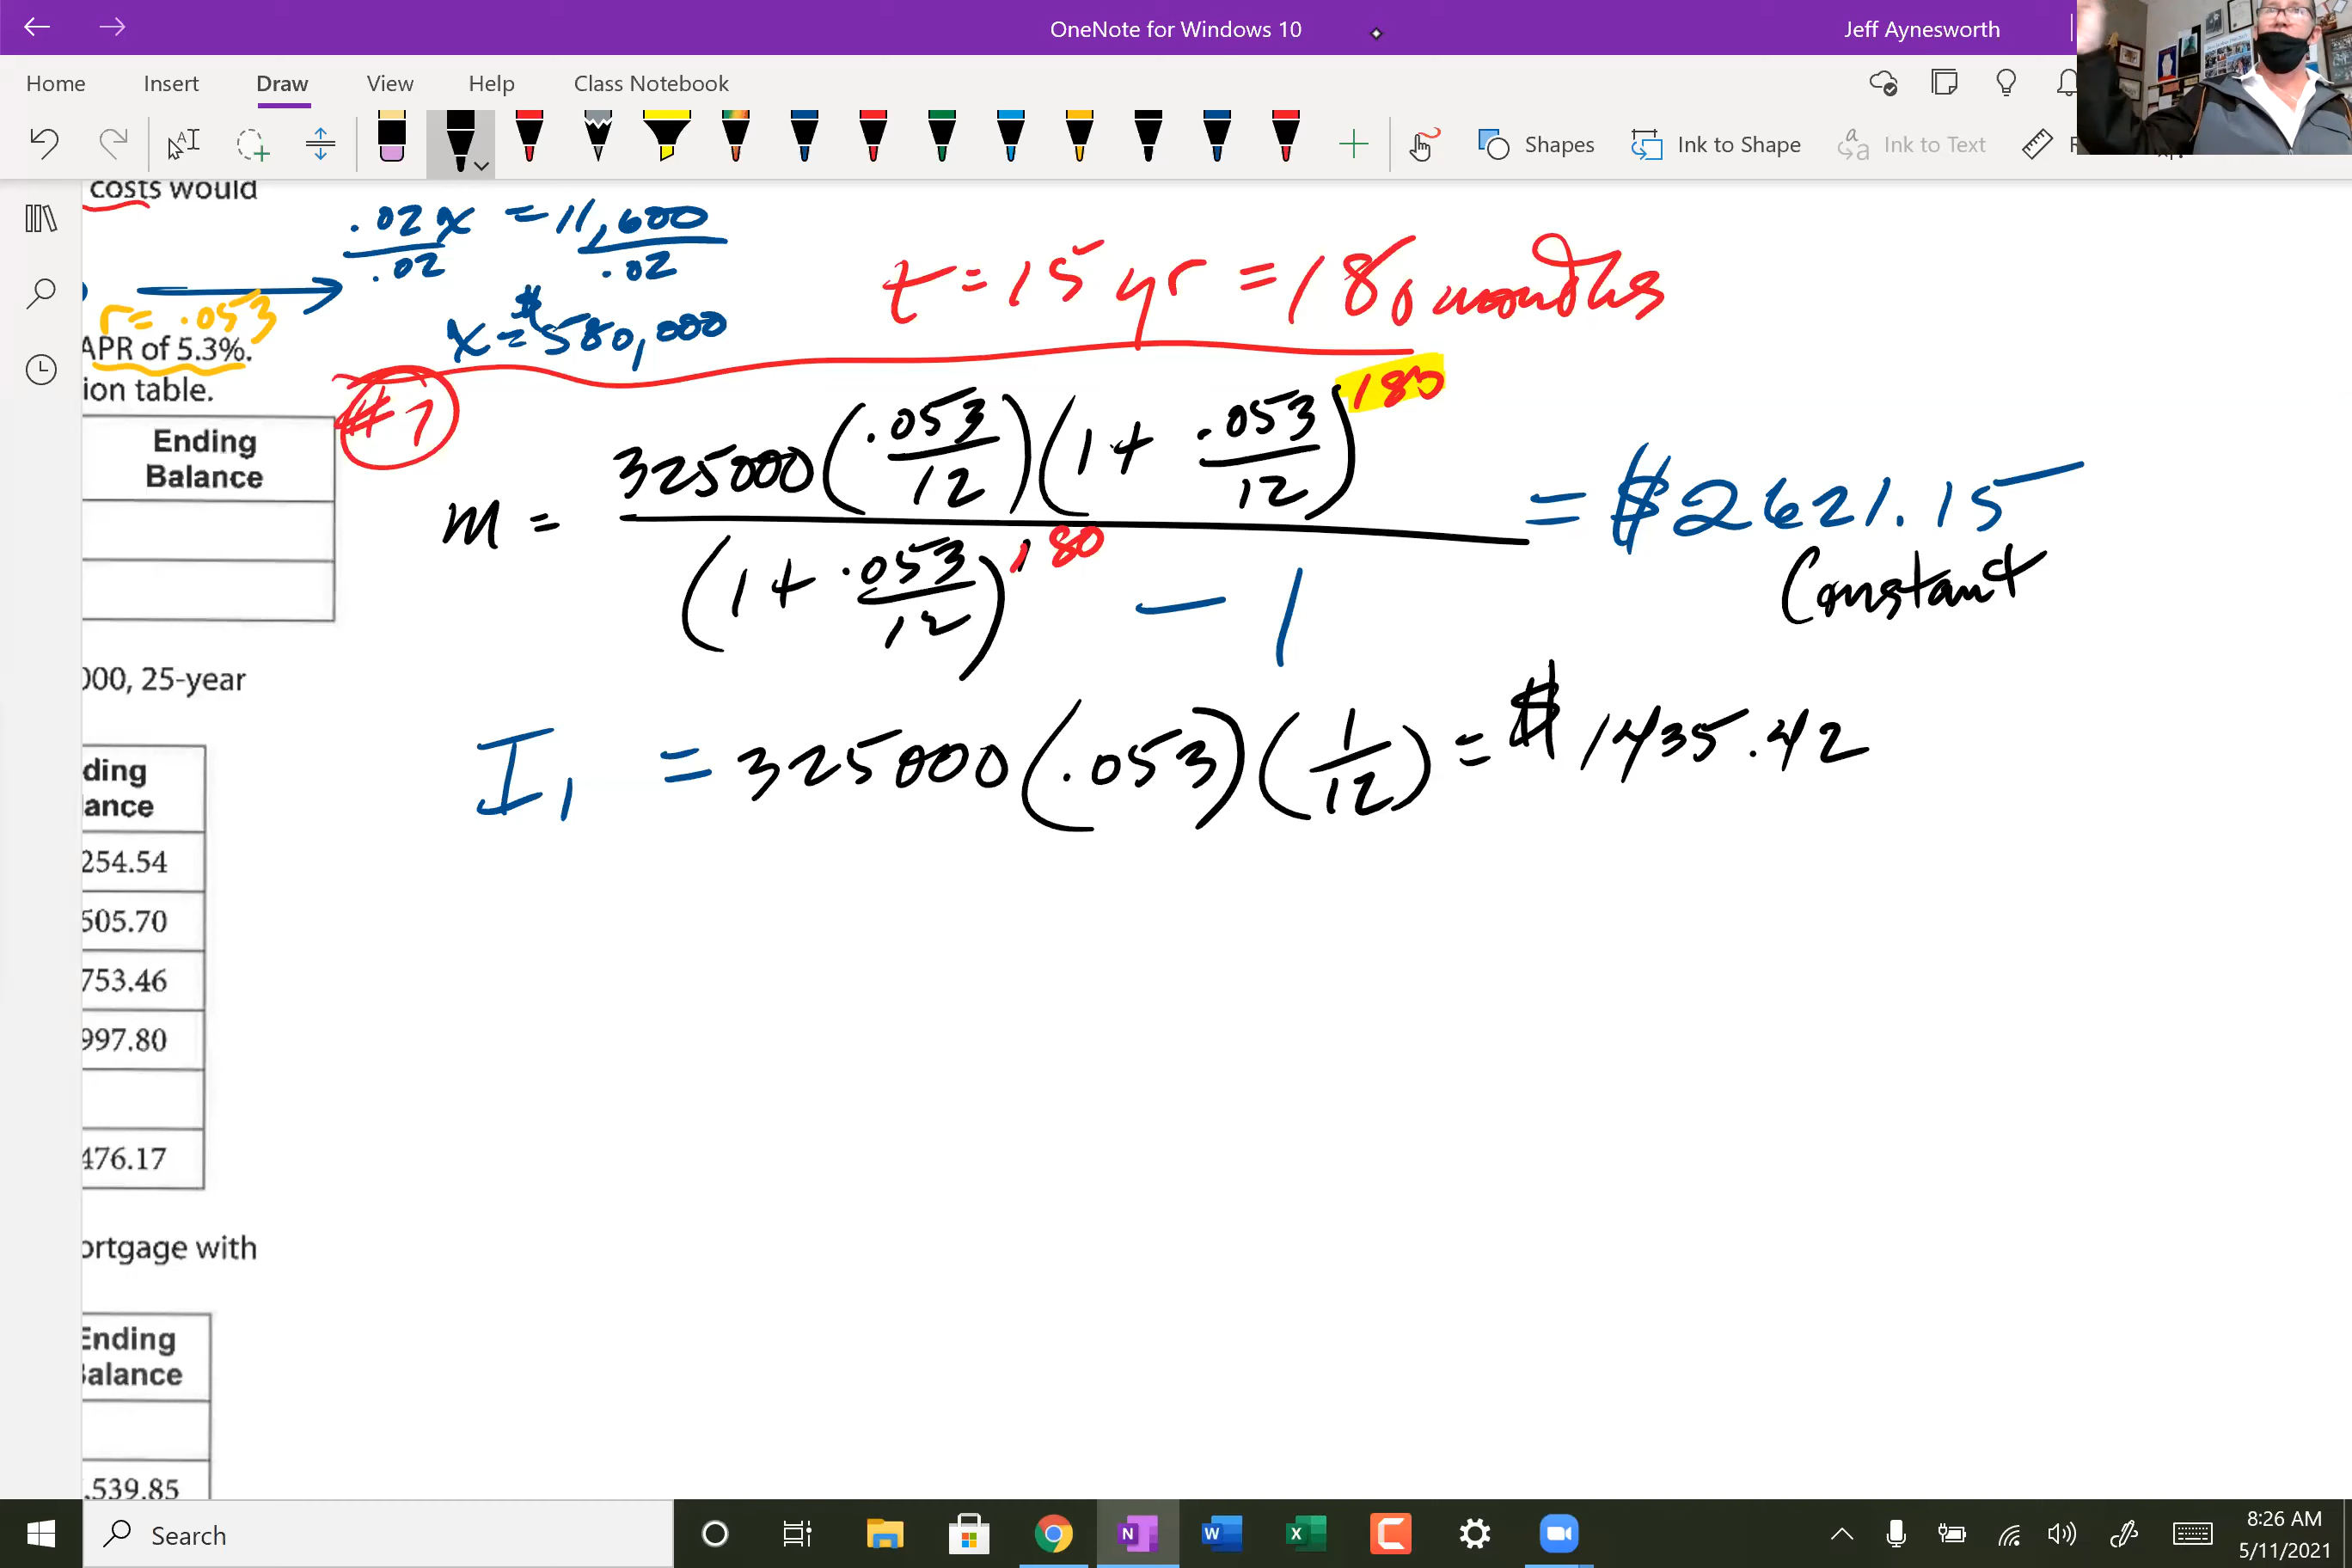 OneNote for Windows 10
Jeff Aynesworth
Home Insert Draw View Help Class Notebook
Shapes Ink to Shape Ink to Text
costs would
.02x = 11,600
.02 .02
r = .053
x = $580,000
t = 15 yr = 180 months
APR of 5.3%.
ion table.
Ending
Balance
#7
m = 325000(.053/12)(1 + .053/12)^180 = $2621.15
(1 + .053/12)^180 - 1
Constant
000, 25-year
I1 = 325000(.053)(1/12) = $1435.42
ding
ance
254.54
505.70
753.46
997.80
476.17
ortgage with
Ending
Balance
,539.85
Search
8:26 AM
5/11/2021